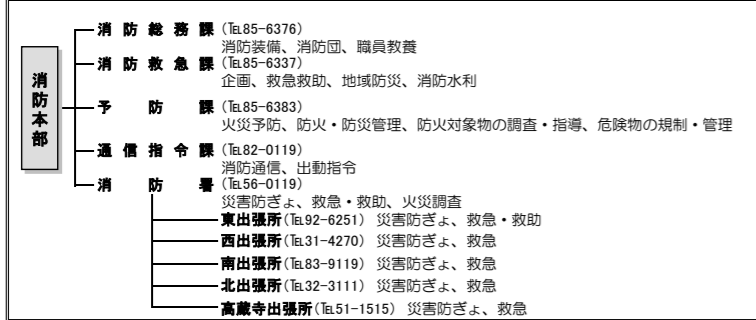 消防本部
消防総務課(℡85-6376)
消防装備、消防団、職員教養
消防救急課(℡85-6337)
企画、救急救助、地域防災、消防水利
予防課(℡85-6383)
火災予防、防火・防災管理、防火対象物の調査・指導、危険物の規制・管理
通信指令課(℡82-0119)
消防通信、出動指令
消防署(℡56-0119)
災害防ぎょ、救急・救助、火災調査
東出張所(℡92-6251) 災害防ぎょ、救急・救助
西出張所(℡31-4270) 災害防ぎょ、救急
南出張所(℡83-9119) 災害防ぎょ、救急
北出張所(℡32-3111) 災害防ぎょ、救急
高蔵寺出張所(℡51-1515) 災害防ぎょ、救急